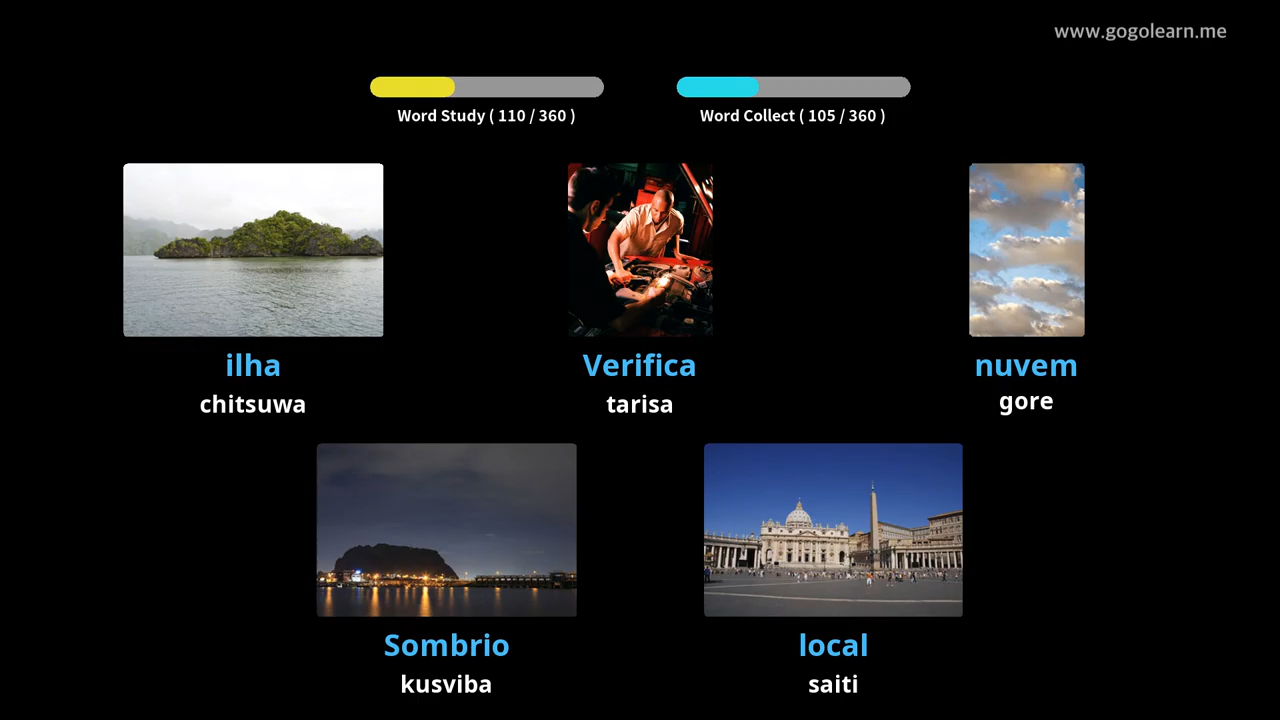 www.gogolearn.me
Word Study ( 110 / 360 )
Word Collect ( 105 / 360 )
ilha
chitsuwa
Verifica
tarisa
nuvem
gore
Sombrio
kusviba
local
saiti